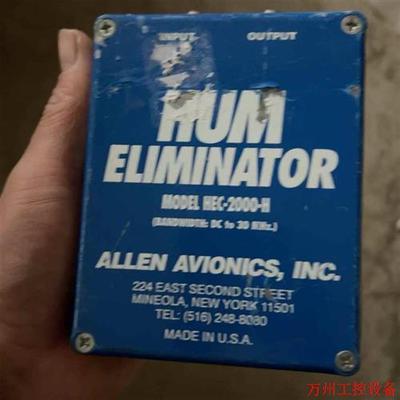 INPUT OUTPUT
HUM
ELIMINATOR
MODEL HEC-2000-H
(BANDWIDTH: DC to 30 MHz.)
ALLEN AVIONICS, INC.
224 EAST SECOND STREET
MINEOLA, NEW YORK 11501
TEL: (516) 248-8080
MADE IN U.S.A.
万州工控设备